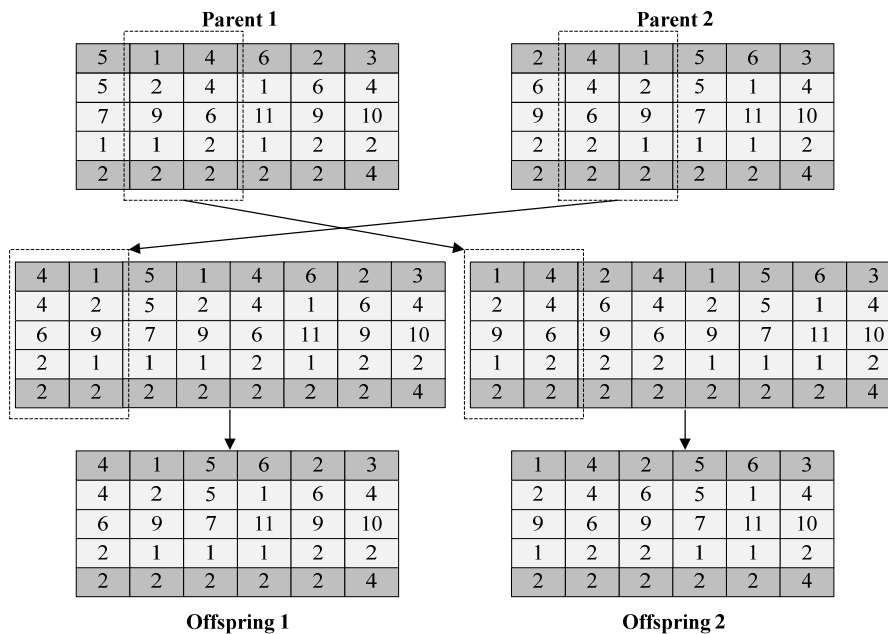 Parent 1 Parent 2
5 1 4 6 2 3 2 4 1 5 6 3
5 2 4 1 6 4 6 4 2 5 1 4
7 9 6 11 9 10 9 6 9 7 11 10
1 1 2 1 2 2 2 2 1 1 1 2
2 2 2 2 2 4 2 2 2 2 2 4
4 1 5 1 4 6 2 3 1 4 2 4 1 5 6 3
4 2 5 2 4 1 6 4 2 4 6 4 2 5 1 4
6 9 7 9 6 11 9 10 9 6 9 6 9 7 11 10
2 1 1 1 2 1 2 2 1 2 2 2 1 1 1 2
2 2 2 2 2 2 2 4 2 2 2 2 2 2 2 4
4 1 5 6 2 3 1 4 2 5 6 3
4 2 5 1 6 4 2 4 6 5 1 4
6 9 7 11 9 10 9 6 9 7 11 10
2 1 1 1 2 2 1 2 2 1 1 2
2 2 2 2 2 4 2 2 2 2 2 4
Offspring 1 Offspring 2